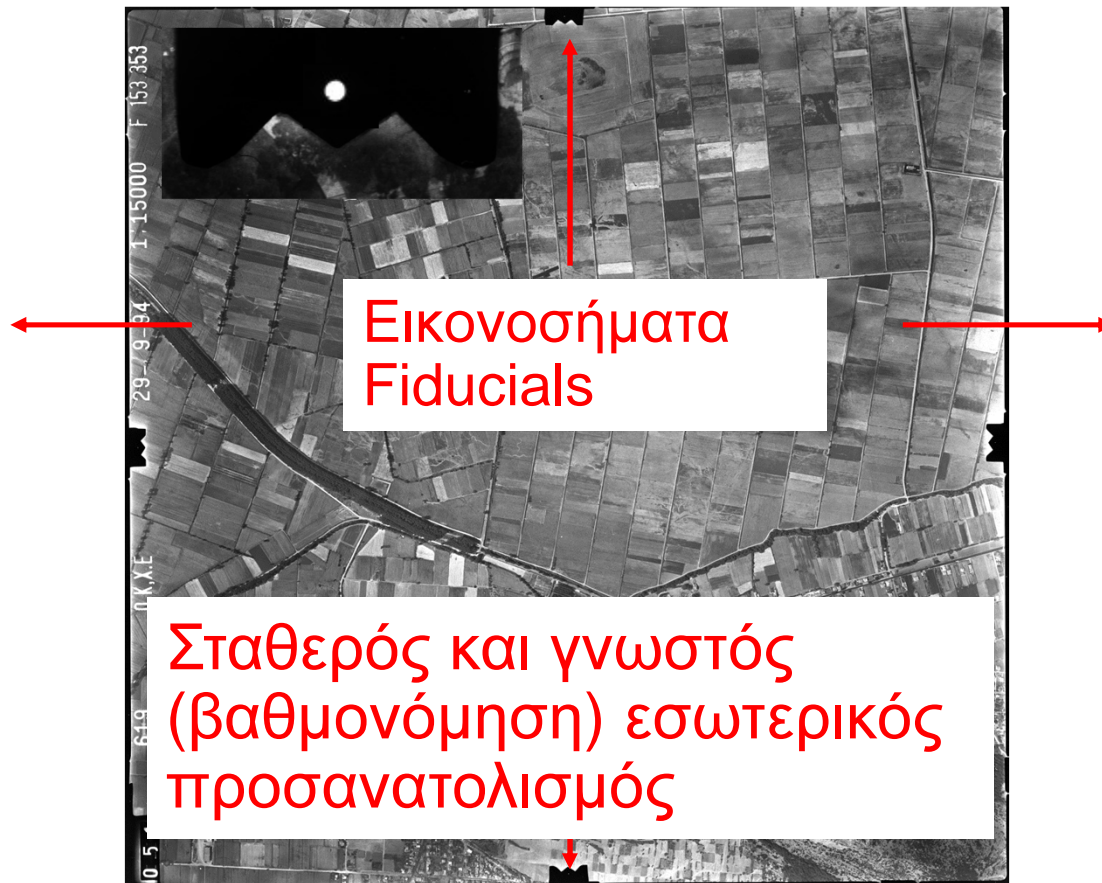 Εικονοσήματα
Fiducials
Σταθερός και γνωστός
(βαθμονόμηση) εσωτερικός
προσανατολισμός
F 153 353
1:15000
29-/9-94
Ο.Κ.Χ.Ε
619